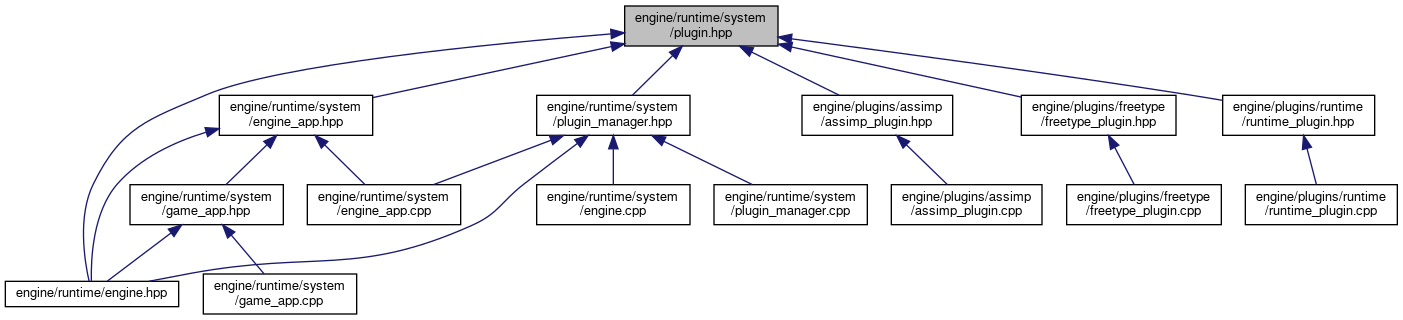 engine/runtime/system
/plugin.hpp
engine/runtime/system
/engine_app.hpp
engine/runtime/system
/plugin_manager.hpp
engine/plugins/assimp
/assimp_plugin.hpp
engine/plugins/freetype
/freetype_plugin.hpp
engine/plugins/runtime
/runtime_plugin.hpp
engine/runtime/system
/game_app.hpp
engine/runtime/system
/engine_app.cpp
engine/runtime/system
/engine.cpp
engine/runtime/system
/plugin_manager.cpp
engine/plugins/assimp
/assimp_plugin.cpp
engine/plugins/freetype
/freetype_plugin.cpp
engine/plugins/runtime
/runtime_plugin.cpp
engine/runtime/engine.hpp
engine/runtime/system
/game_app.cpp